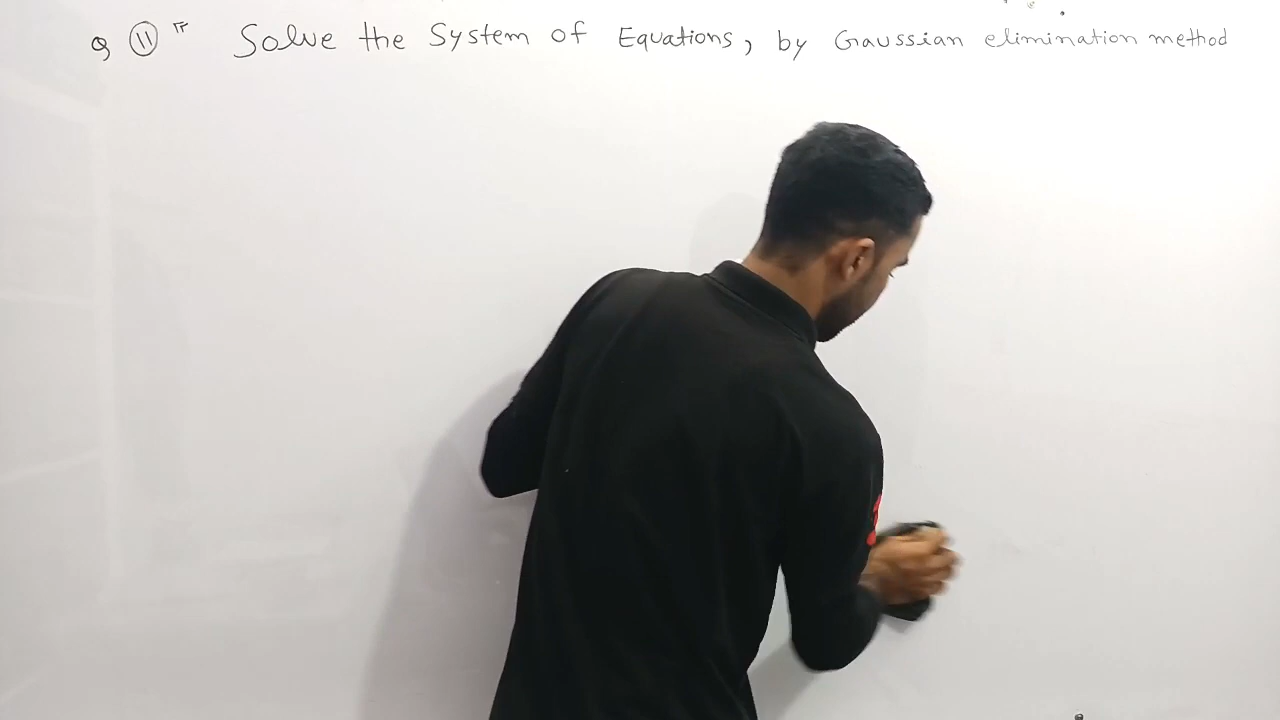 Q 11 Solve the System of Equations, by Gaussian elimination method